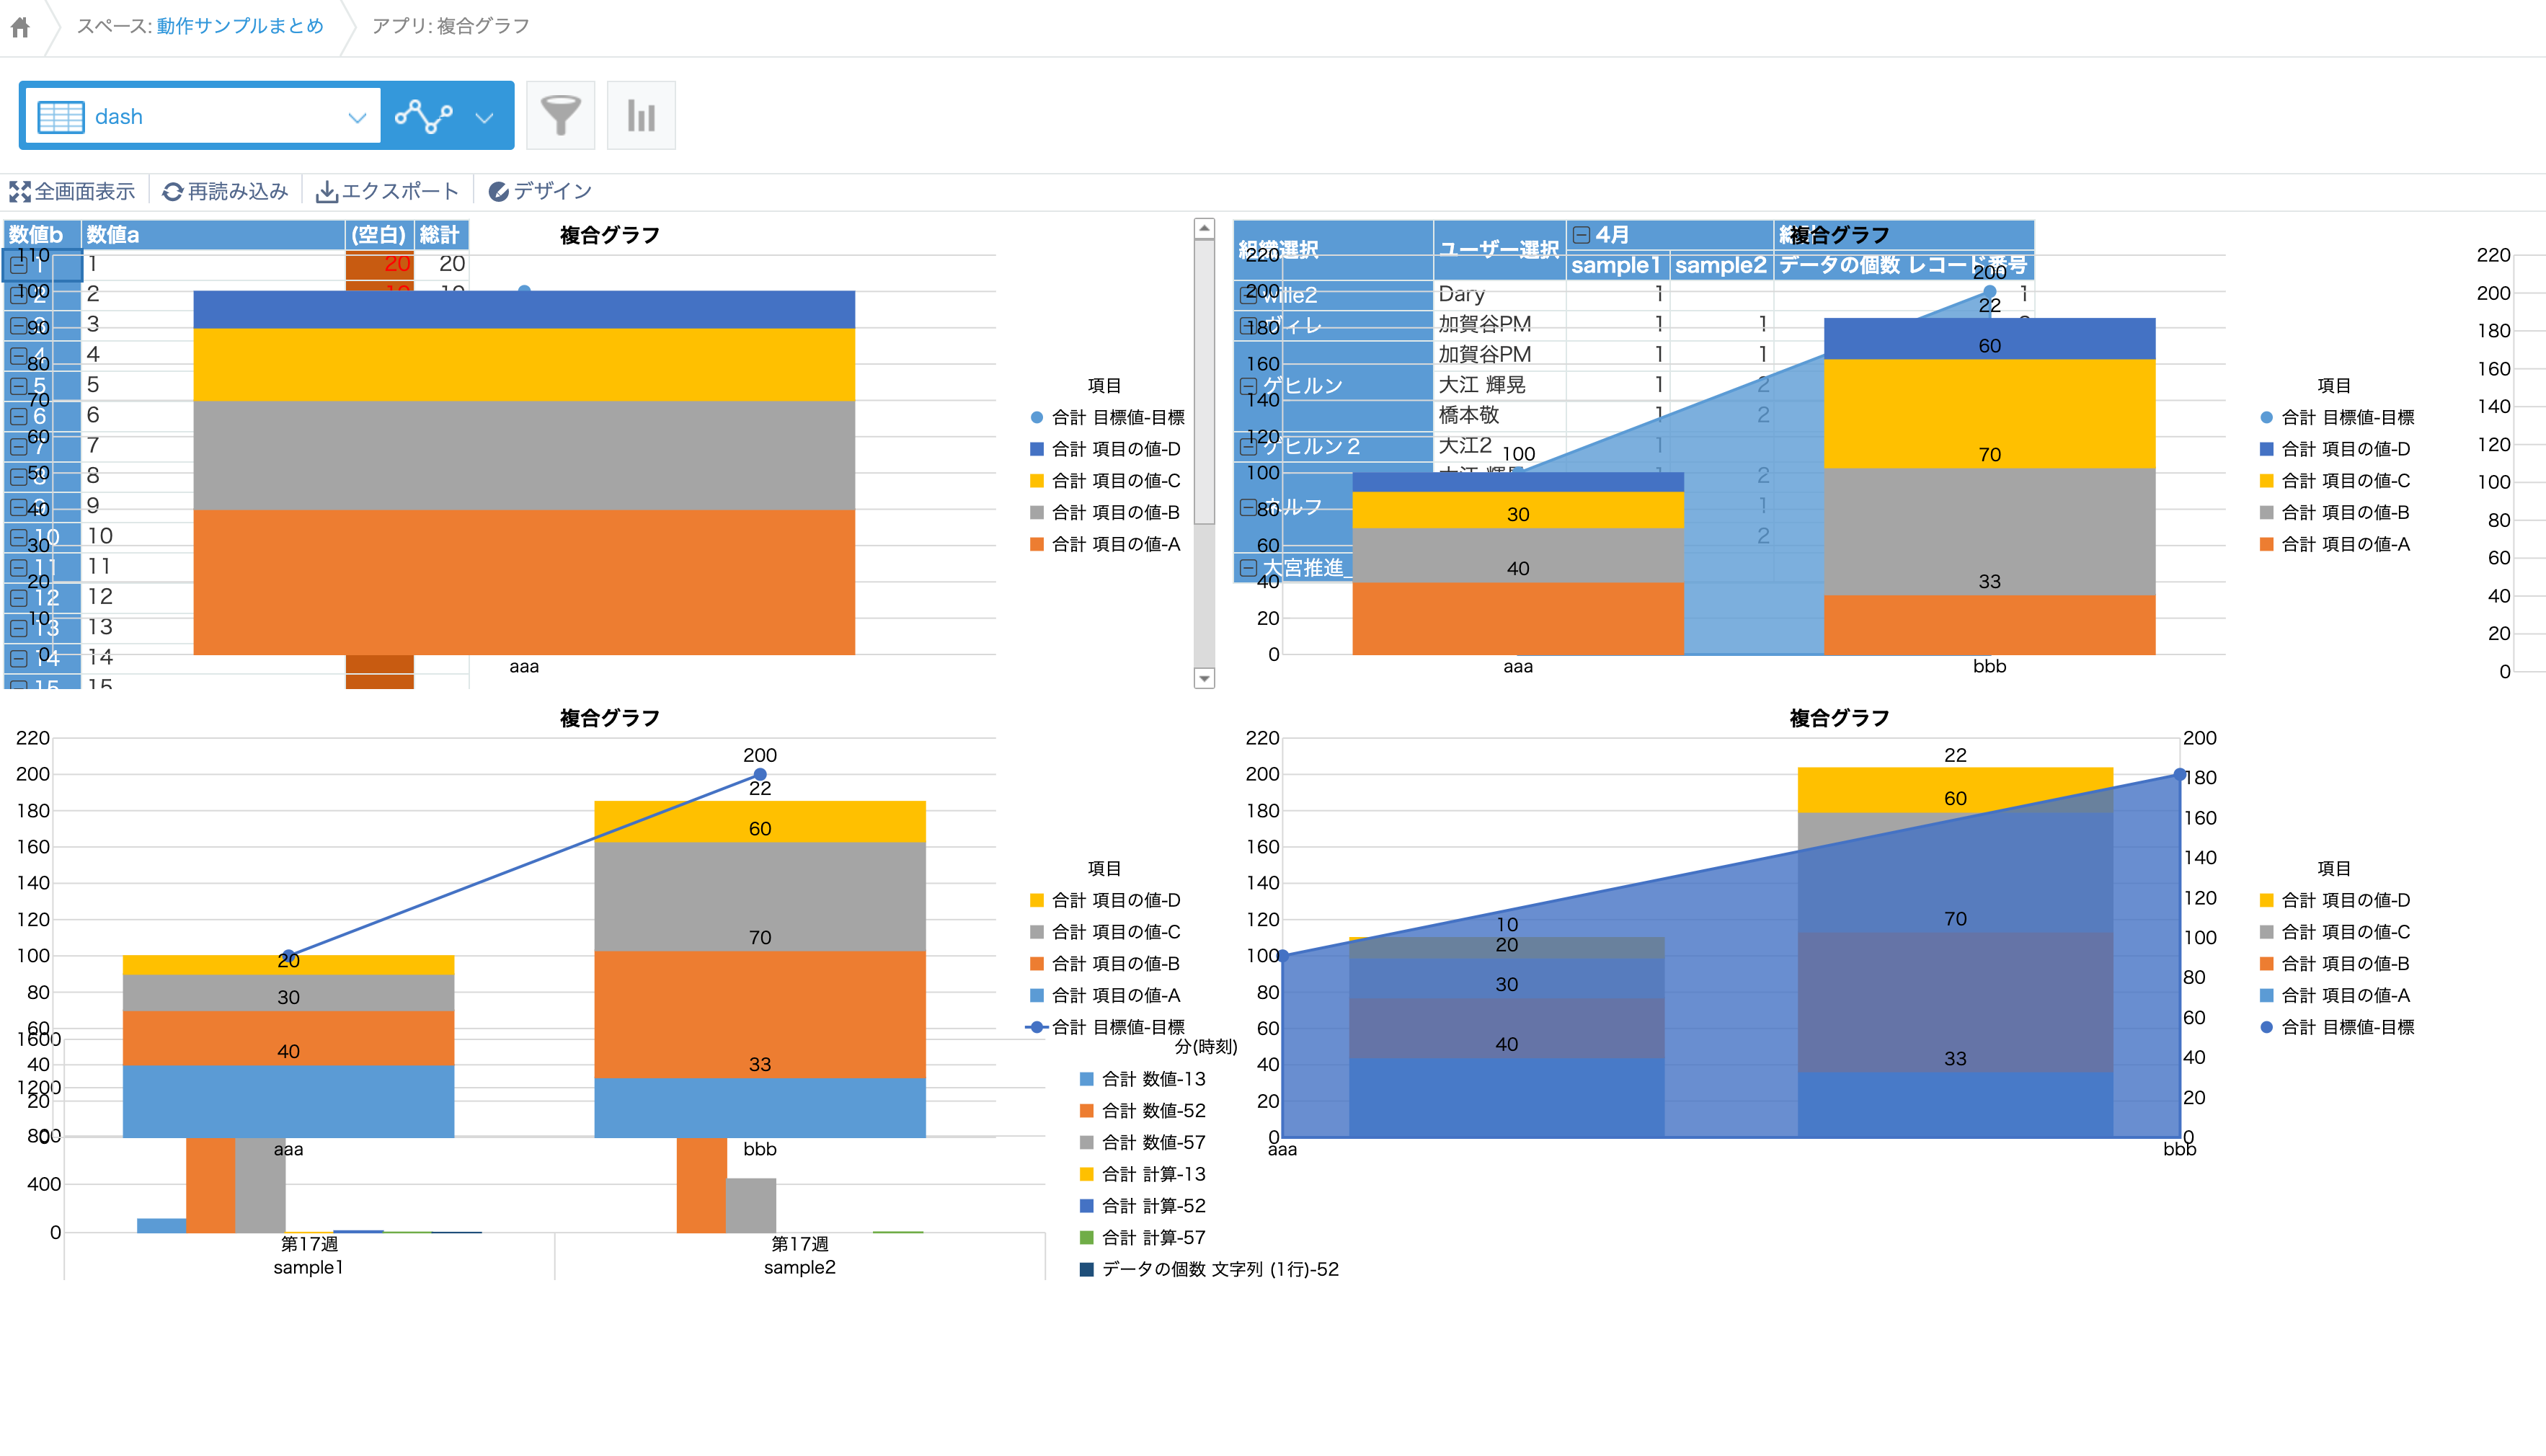 スペース: 動作サンプルまとめ アプリ: 複合グラフ
dash
全画面表示 再読み込み エクスポート デザイン
数値b 数値a (空白) 総計
複合グラフ
1 1 20 20
2 2
3
4
5 5
6 6
7 7
8
9
10 10
11 11
12 12
13 13
14 14
15 15
110
100
90
80
70
60
50
40
30
20
10
0
aaa
項目
合計 目標値-目標
合計 項目の値-D
合計 項目の値-C
合計 項目の値-B
合計 項目の値-A
組織選択 ユーザー選択 4月
複合グラフ
sample1 sample2 データの個数 レコード番号
wille2 Dary 1 1
ヴィレ 加賀谷PM 1 1
加賀谷PM 1 1
ゲヒルン 大江 輝晃 1 2
橋本敬 1 2
ゲヒルン2 大江2 1
2
ネルフ 1
2
大宮推進_
220
200
180
160
140
120
100
80
60
40
20
0
100
30
40
200
22
60
70
33
aaa bbb
項目
合計 目標値-目標
合計 項目の値-D
合計 項目の値-C
合計 項目の値-B
合計 項目の値-A
220
200
180
160
140
120
100
80
60
40
20
0
複合グラフ
220
200
180
160
140
120
100
80
60
40
20
0
20
30
40
200
22
60
70
33
aaa bbb
項目
合計 項目の値-D
合計 項目の値-C
合計 項目の値-B
合計 項目の値-A
合計 目標値-目標
1600
1200
800
400
0
第17週 第17週
sample1 sample2
分(時刻)
合計 数値-13
合計 数値-52
合計 数値-57
合計 計算-13
合計 計算-52
合計 計算-57
データの個数 文字列 (1行)-52
複合グラフ
220
200
180
160
140
120
100
80
60
40
20
0
10
20
30
40
22
60
70
33
200
180
160
140
120
100
80
60
40
20
0
aaa bbb
項目
合計 項目の値-D
合計 項目の値-C
合計 項目の値-B
合計 項目の値-A
合計 目標値-目標